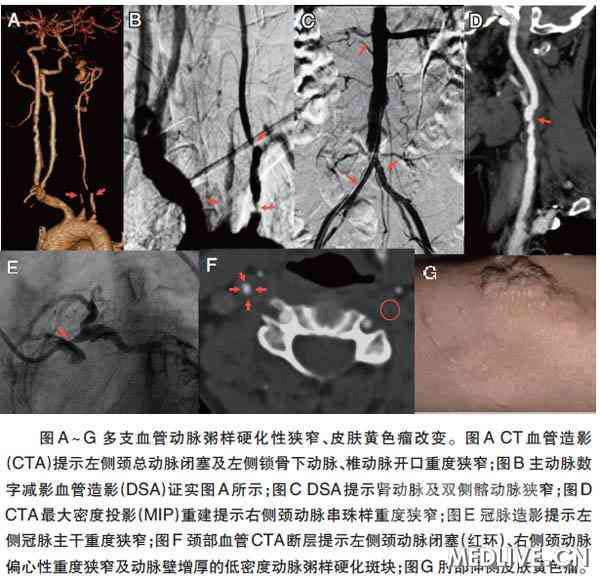 A
B
C
D
E
F
G
图A~G 多支血管动脉粥样硬化性狭窄、皮肤黄色瘤改变。图A CT血管造影
(CTA)提示左侧颈总动脉闭塞及左侧锁骨下动脉、椎动脉开口重度狭窄;图B 主动脉数
字减影血管造影(DSA)证实图A所示;图C DSA提示肾动脉及双侧髂动脉狭窄;图D
CTA最大密度投影(MIP)重建提示右侧颈动脉串珠样重度狭窄;图E 冠脉造影提示左
侧冠脉主干重度狭窄;图F 颈部血管CTA断层提示左侧颈动脉闭塞(红环)、右侧颈动脉
偏心性重度狭窄及动脉壁增厚的低密度动脉粥样硬化斑块;图G 肘部伸侧皮肤黄色瘤。
MEDLIVE.CN